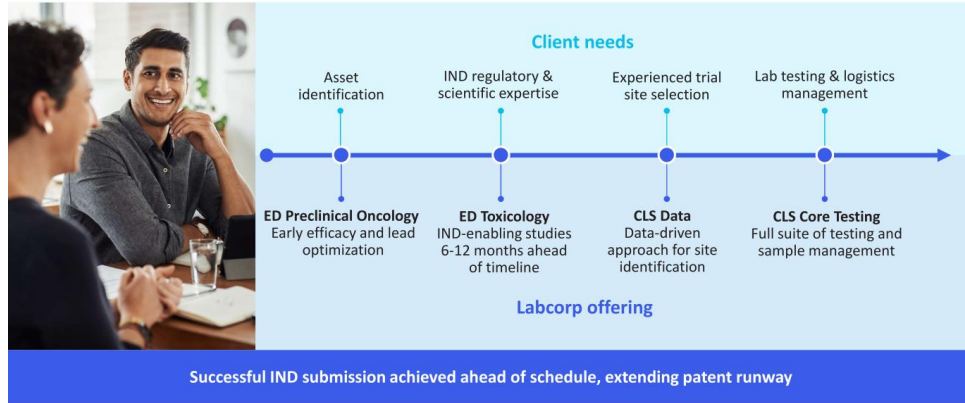 Client needs
Asset
identification
IND regulatory &
scientific expertise
Experienced trial
site selection
Lab testing & logistics
management
ED Preclinical Oncology
Early efficacy and lead
optimization
ED Toxicology
IND-enabling studies
6-12 months ahead
of timeline
CLS Data
Data-driven
approach for site
identification
CLS Core Testing
Full suite of testing and
sample management
Labcorp offering
Successful IND submission achieved ahead of schedule, extending patent runway